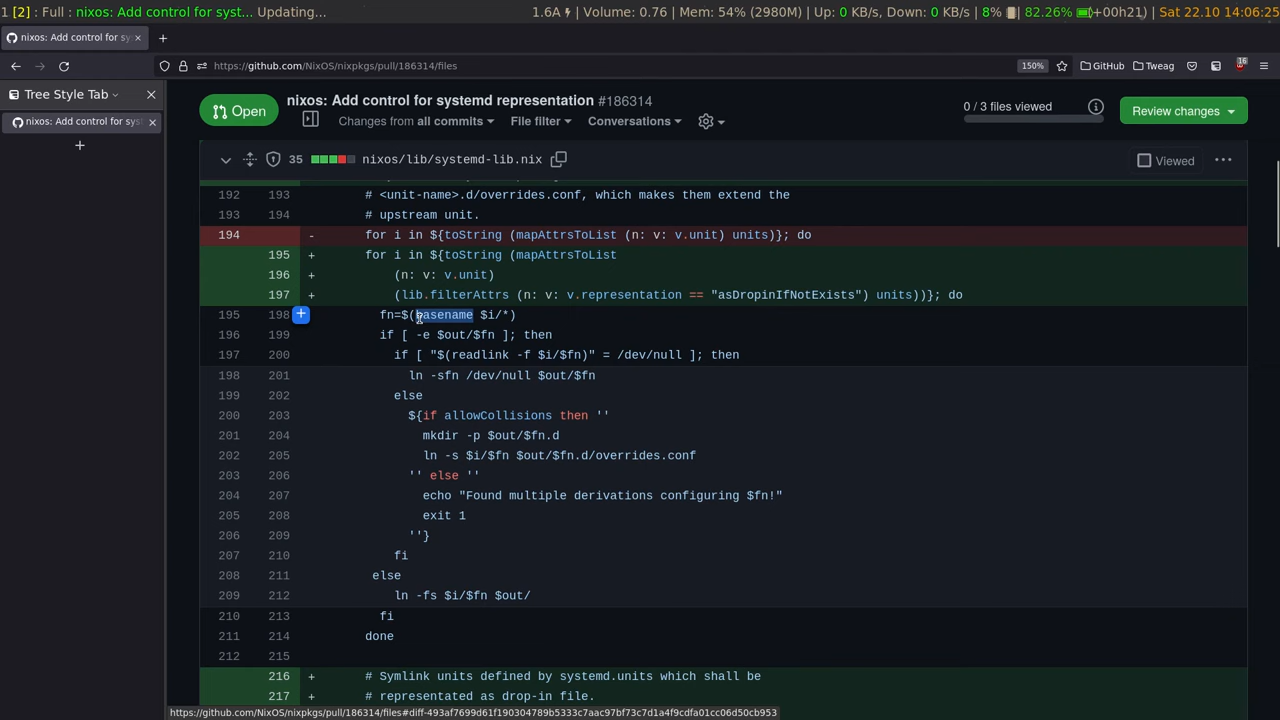 1 [2] : Full : nixos: Add control for syst... Updating...
1.6A | Volume: 0.76 | Mem: 54% (2980M) | Up: 0 KB/s, Down: 0 KB/s | 8% | 82.26% +00h21 | Sat 22.10 14:06:25
nixos: Add control for sy
https://github.com/NixOS/nixpkgs/pull/186314/files
150%
GitHub
Tweag
16
Tree Style Tab
nixos: Add control for syst
Open
nixos: Add control for systemd representation #186314
Changes from all commits
File filter
Conversations
0 / 3 files viewed
Review changes
35 nixos/lib/systemd-lib.nix
Viewed
192 193 # <unit-name>.d/overrides.conf, which makes them extend the
193 194 # upstream unit.
194 - for i in ${toString (mapAttrsToList (n: v: v.unit) units)}; do
195 + for i in ${toString (mapAttrsToList
196 + (n: v: v.unit)
197 + (lib.filterAttrs (n: v: v.representation == "asDropinIfNotExists") units))}; do
195 198 fn=$(basename $i/*)
196 199 if [ -e $out/$fn ]; then
197 200 if [ "$(readlink -f $i/$fn)" = /dev/null ]; then
198 201 ln -sfn /dev/null $out/$fn
199 202 else
200 203 ${if allowCollisions then ''
201 204 mkdir -p $out/$fn.d
202 205 ln -s $i/$fn $out/$fn.d/overrides.conf
203 206 '' else ''
204 207 echo "Found multiple derivations configuring $fn!"
205 208 exit 1
206 209 ''}
207 210 fi
208 211 else
209 212 ln -fs $i/$fn $out/
210 213 fi
211 214 done
212 215
216 + # Symlink units defined by systemd.units which shall be
217 + # representated as drop-in file.
https://github.com/NixOS/nixpkgs/pull/186314/files#diff-493af7699d61f190304789b5333c7aac97bf73c7d1a4f9cdfa01cc06d50cb953